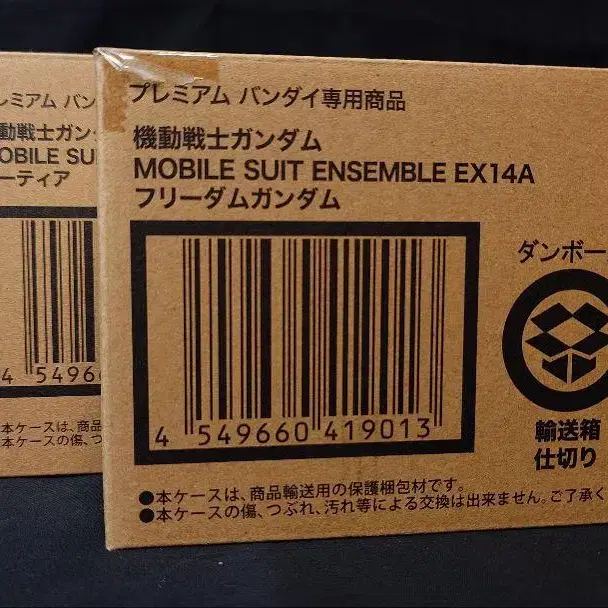 プレミアム バンダイ専用商品
機動戦士ガンダム
MOBILE SUIT ENSEMBLE EX14A
フリーダムガンダム
4 549660 419013
ダンボー
輸送箱
仕切り
●本ケースは、商品輸送用の保護梱包材です。
●本ケースの傷、つぶれ、汚れ等による交換は出来ません。ご了承く
レミアム バン
動戦士ガン
OBILE SU
ーティア
4 54966
本ケースは、商品
本ケースの傷、つ